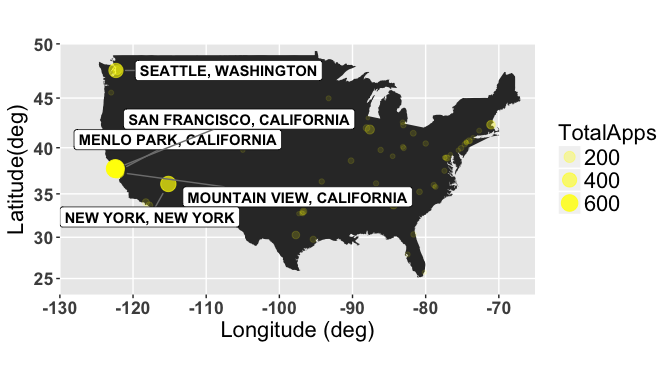 50
45
40
35
30
25
Latitude(deg)
SEATTLE, WASHINGTON
SAN FRANCISCO, CALIFORNIA
MENLO PARK, CALIFORNIA
MOUNTAIN VIEW, CALIFORNIA
NEW YORK, NEW YORK
-130 -120 -110 -100 -90 -80 -70
Longitude (deg)
TotalApps
200
400
600